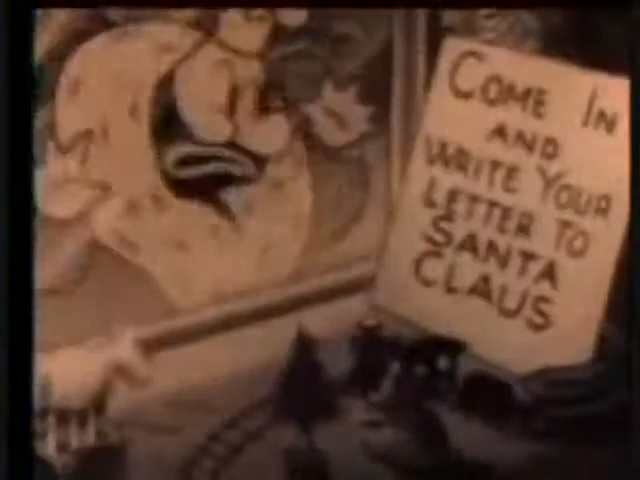 COME IN
AND
WRITE YOUR
LETTER TO
SANTA
CLAUS